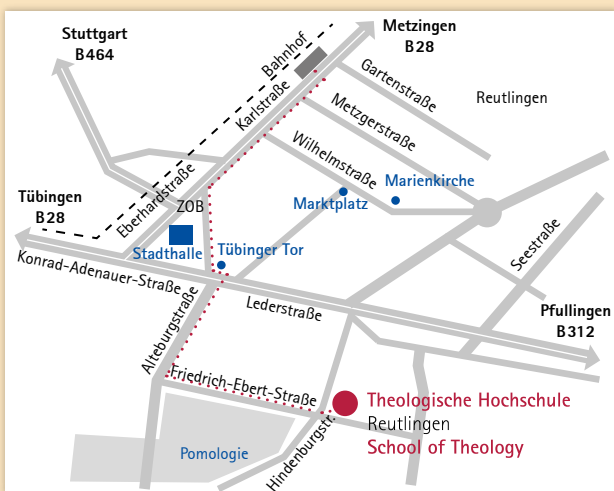 Stuttgart
B464
Metzingen
B28
Bahnhof
Karlstraße
Gartenstraße
Reutlingen
Metzgerstraße
Wilhelmstraße
Marienkirche
Marktplatz
Tübingen
B28
Eberhardstraße
ZOB
Stadthalle
Tübinger Tor
Seestraße
Konrad-Adenauer-Straße
Lederstraße
Alteburgstraße
Pfullingen
B312
Friedrich-Ebert-Straße
Theologische Hochschule
Reutlingen
School of Theology
Hindenburgstr.
Pomologie